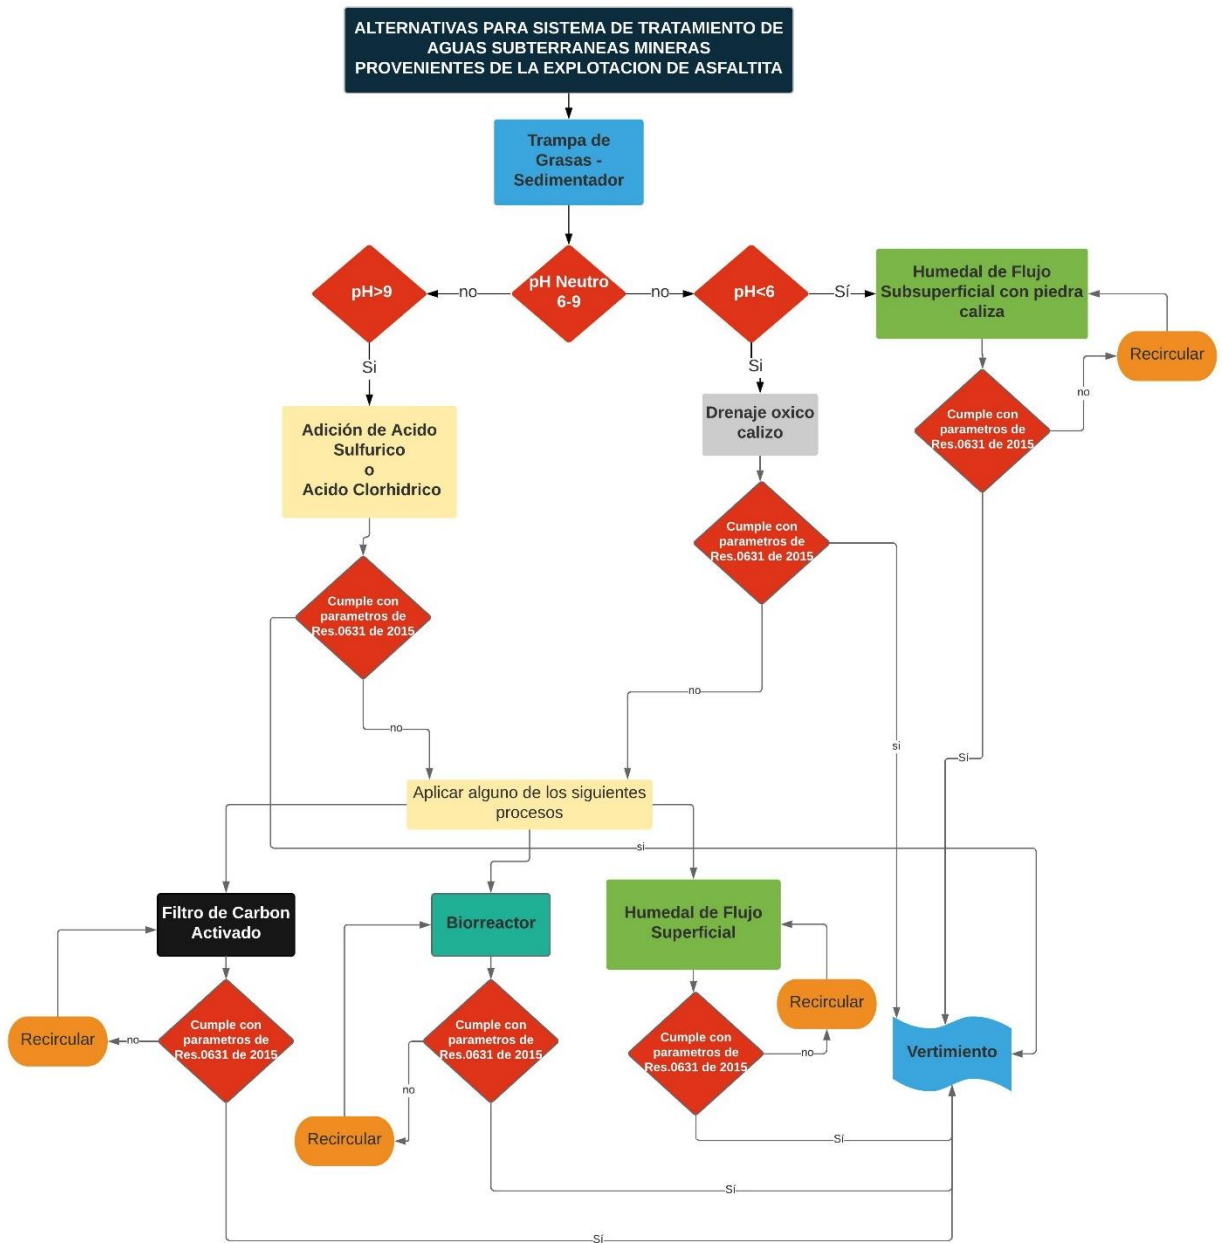 ALTERNATIVAS PARA SISTEMA DE TRATAMIENTO DE
AGUAS SUBTERRANEAS MINERAS
PROVENIENTES DE LA EXPLOTACION DE ASFALTITA
Trampa de
Grasas -
Sedimentador
pH>9
no
pH Neutro
6-9
no
pH<6
Sí
Humedal de Flujo
Subsuperficial con piedra
caliza
Recircular
no
Si
Si
Adición de Acido
Sulfurico
o
Acido Clorhidrico
Drenaje oxico
calizo
Cumple con
parametros de
Res.0631 de 2015
Cumple con
parametros de
Res.0631 de 2015
Cumple con
parametros de
Res.0631 de 2015
no
no
si
Sí
Aplicar alguno de los siguientes
procesos
si
Filtro de Carbon
Activado
Biorreactor
Humedal de Flujo
Superficial
Recircular
no
Cumple con
parametros de
Res.0631 de 2015
Cumple con
parametros de
Res.0631 de 2015
no
Recircular
Cumple con
parametros de
Res.0631 de 2015
no
Recircular
Vertimiento
Sí
Sí
Sí